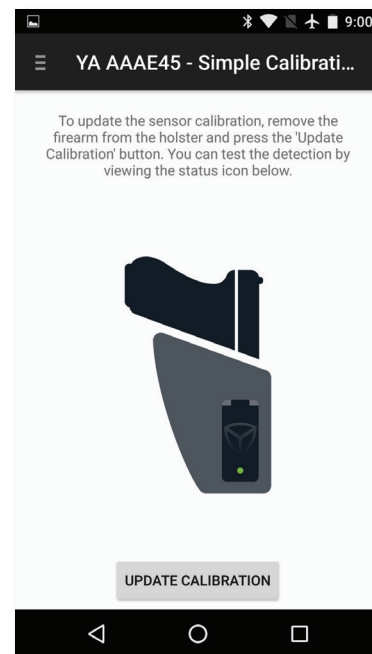 9:00
YA AAAE45 - Simple Calibrati...
To update the sensor calibration, remove the
firearm from the holster and press the 'Update
Calibration' button. You can test the detection by
viewing the status icon below.
UPDATE CALIBRATION